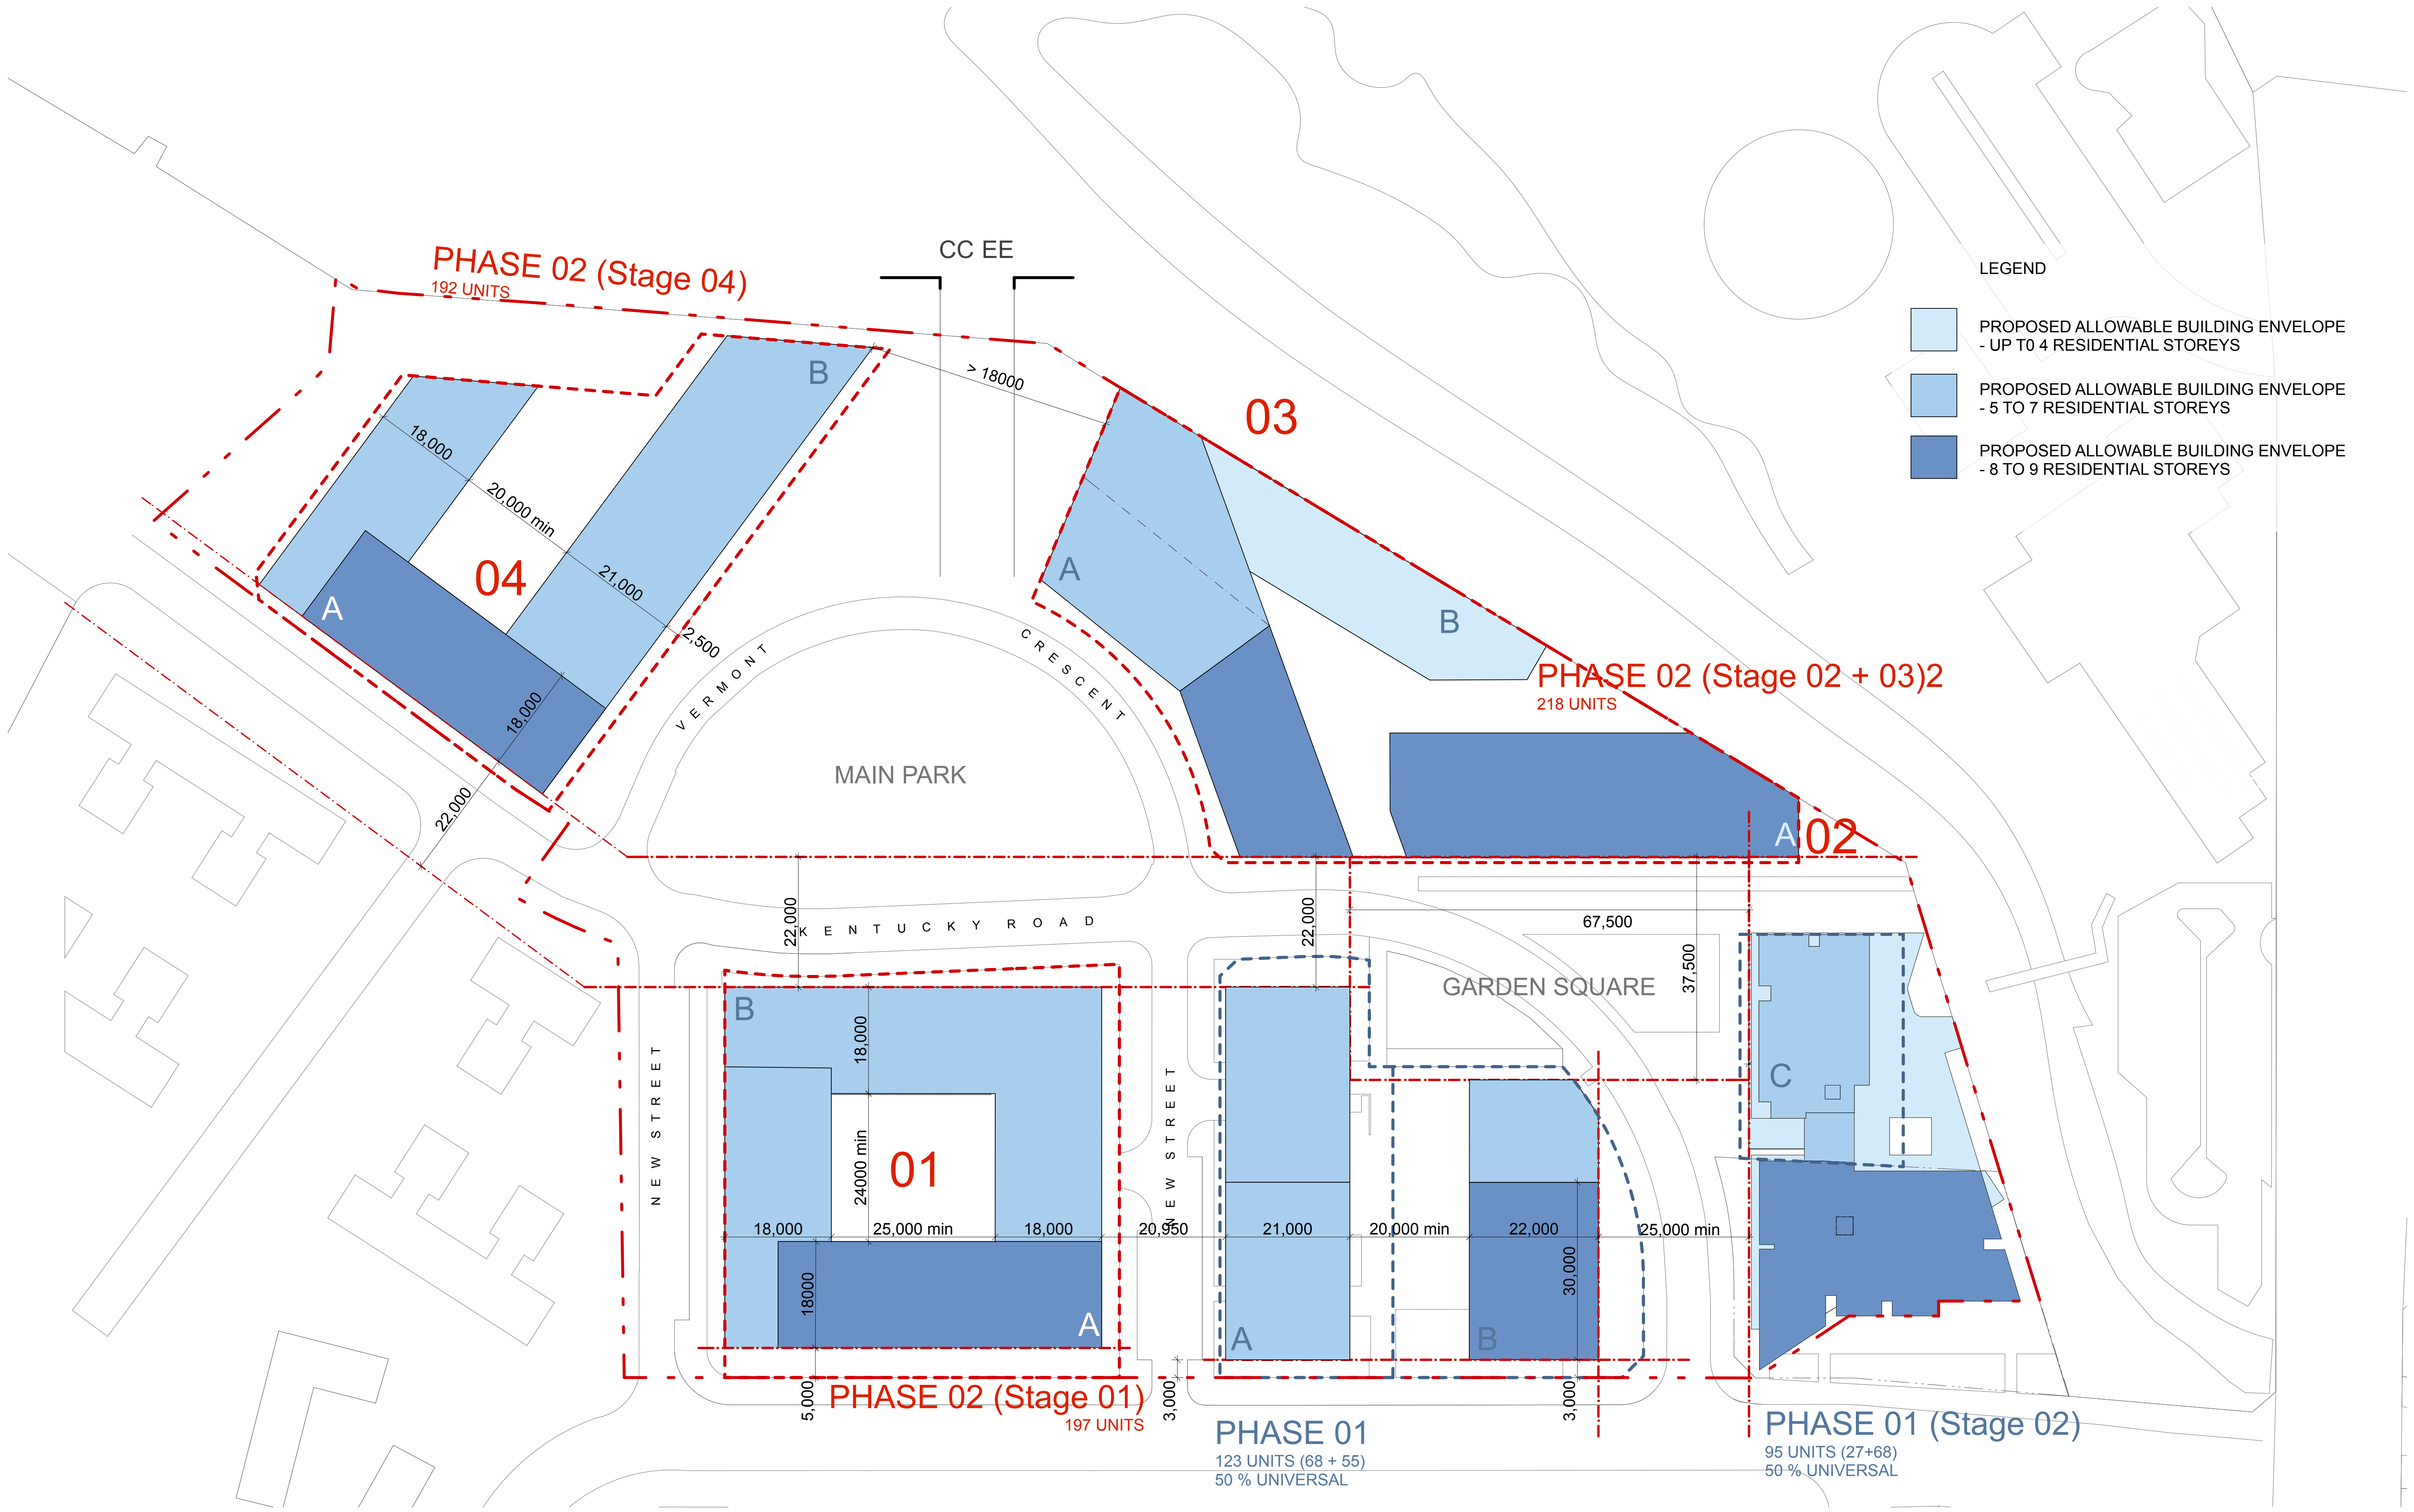 CC EE
PHASE 02 (Stage 04)
192 UNITS
LEGEND
PROPOSED ALLOWABLE BUILDING ENVELOPE
- UP T0 4 RESIDENTIAL STOREYS
PROPOSED ALLOWABLE BUILDING ENVELOPE
- 5 TO 7 RESIDENTIAL STOREYS
PROPOSED ALLOWABLE BUILDING ENVELOPE
- 8 TO 9 RESIDENTIAL STOREYS
B
> 18000
03
18,000
20,000 min
04
21,000
A
2,500
18,000
22,000
A
B
VERMONT
CRESCENT
PHASE 02 (Stage 02 + 03)2
218 UNITS
MAIN PARK
A
02
22,000
KENTUCKY ROAD
22,000
67,500
37,500
GARDEN SQUARE
B
18,000
NEW STREET
NEW STREET
C
24000 min
01
18,000
25,000 min
18,000
20,950
21,000
20,000 min
22,000
25,000 min
18000
30,000
A
A
B
5,000
3,000
3,000
PHASE 02 (Stage 01)
197 UNITS
PHASE 01
123 UNITS (68 + 55)
50 % UNIVERSAL
PHASE 01 (Stage 02)
95 UNITS (27+68)
50 % UNIVERSAL